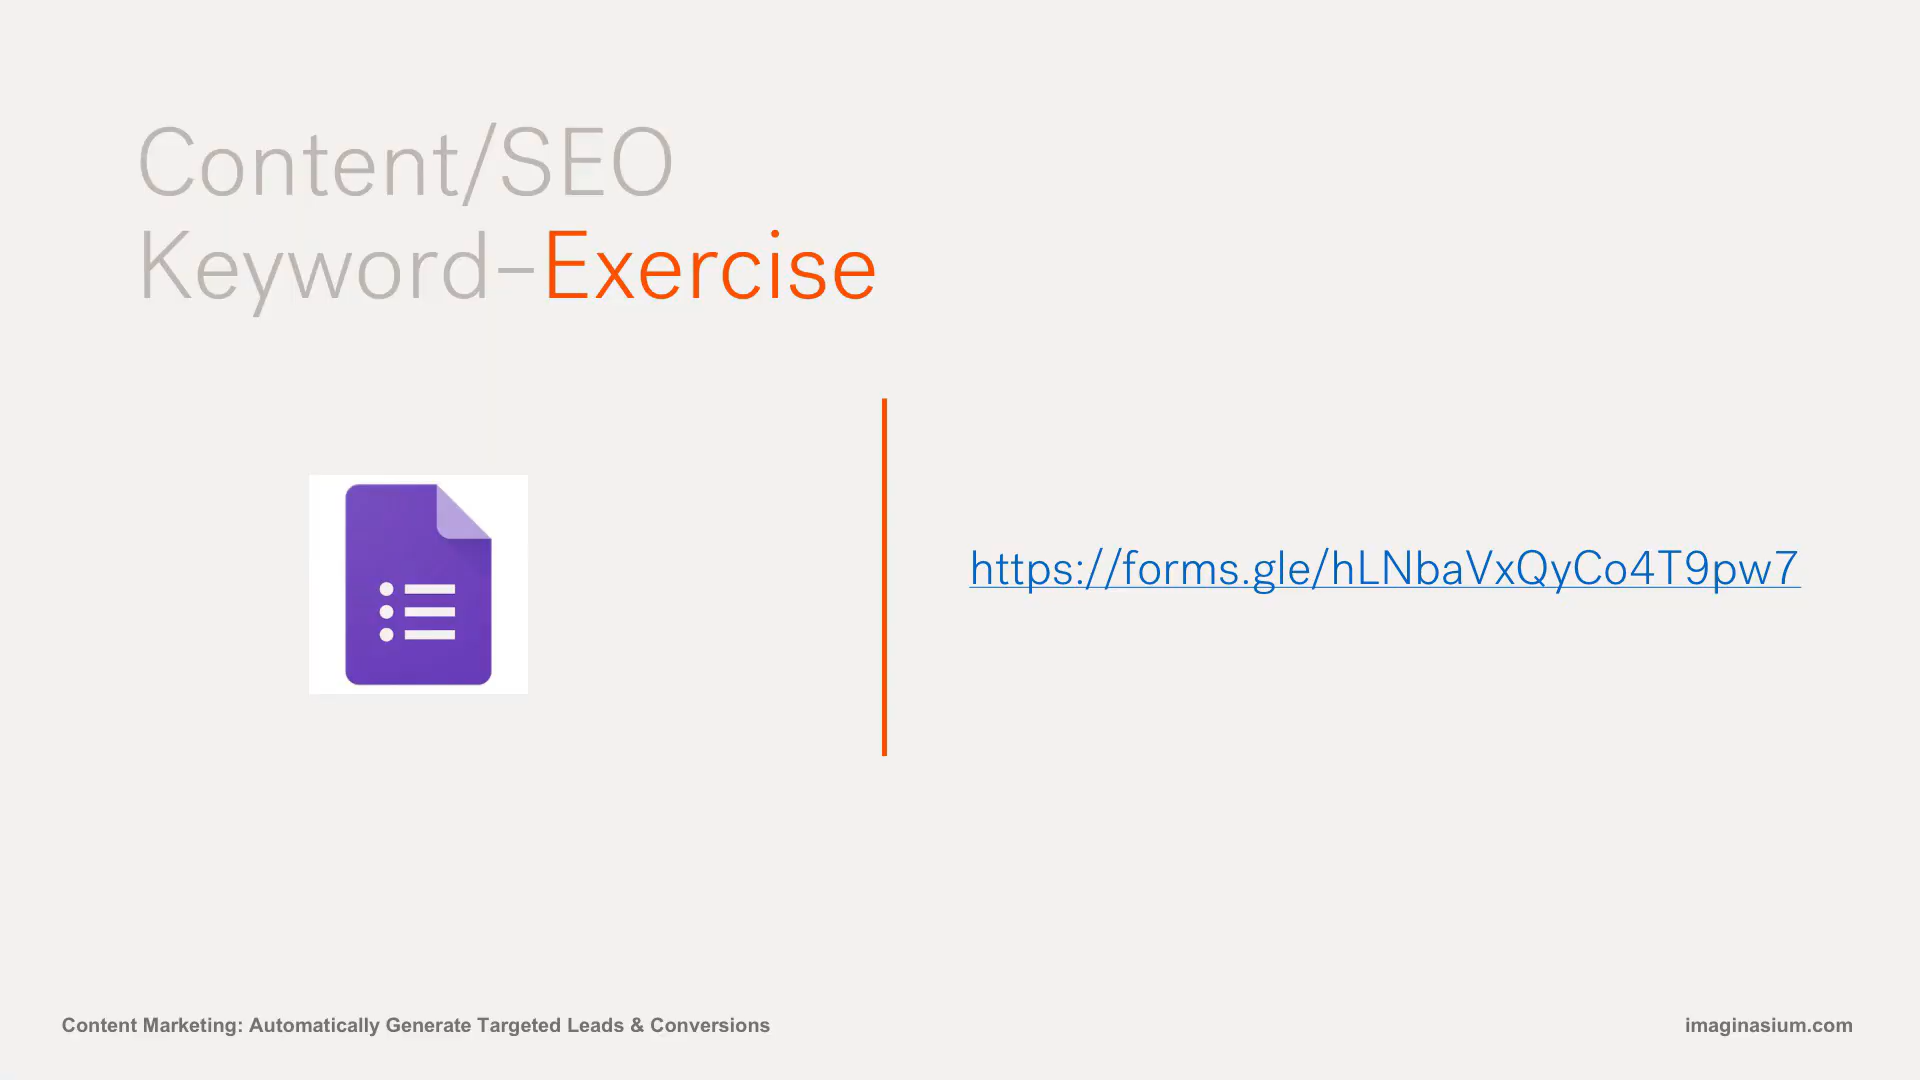 Content/SEO
Keyword–Exercise
https://forms.gle/hLNbaVxQyCo4T9pw7
Content Marketing: Automatically Generate Targeted Leads & Conversions
imaginasium.com